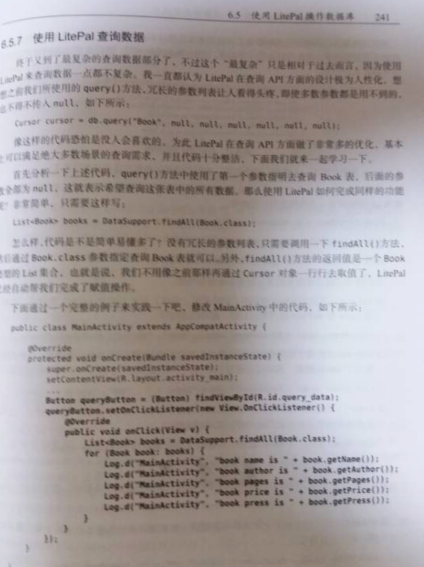 6.5 使用 LitePal 操作数据库 241
6.5.7 使用 LitePal 查询数据
终于又到了最复杂的查询数据部分了，不过这个“最复杂”只是相对于过去而言，因为使用
LitePal 来查询数据一点都不复杂。我一直都认为 LitePal 在查询 API 方面的设计极为人性化，想
想之前我们所使用的 query()方法，冗长的参数列表让人看得头疼，即使多数参数都是用不到的，
也不得不传入 null，如下所示：
Cursor cursor = db.query("Book", null, null, null, null, null, null);
像这样的代码恐怕是没人会喜欢的。为此 LitePal 在查询 API 方面做了非常多的优化，基本
上可以满足绝大多数场景的查询需求，并且代码十分整洁，下面我们就来一起学习一下。
首先分析一下上述代码，query()方法中使用了第一个参数指明去查询 Book 表，后面的参
数全部为 null，这就表示希望查询这张表中的所有数据。那么使用 LitePal 如何完成同样的功能
呢？非常简单，只需要这样写：
List<Book> books = DataSupport.findAll(Book.class);
怎么样，代码是不是简单易懂多了？没有冗长的参数列表，只需要调用一下 findAll()方法，
然后通过 Book.class 参数指定查询 Book 表就可以。另外，findAll()方法的返回值是一个 Book
类型的 List 集合，也就是说，我们不用像之前那样再通过 Cursor 对象一行行去取值了，LitePal
已经自动帮我们完成了赋值操作。
下面通过一个完整的例子来实践一下吧，修改 MainActivity 中的代码，如下所示：
public class MainActivity extends AppCompatActivity {
@Override
protected void onCreate(Bundle savedInstanceState) {
super.onCreate(savedInstanceState);
setContentView(R.layout.activity_main);
...
Button queryButton = (Button) findViewById(R.id.query_data);
queryButton.setOnClickListener(new View.OnClickListener() {
@Override
public void onClick(View v) {
List<Book> books = DataSupport.findAll(Book.class);
for (Book book: books) {
Log.d("MainActivity", "book name is " + book.getName());
Log.d("MainActivity", "book author is " + book.getAuthor());
Log.d("MainActivity", "book pages is " + book.getPages());
Log.d("MainActivity", "book price is " + book.getPrice());
Log.d("MainActivity", "book press is " + book.getPress());
}
}
});
}